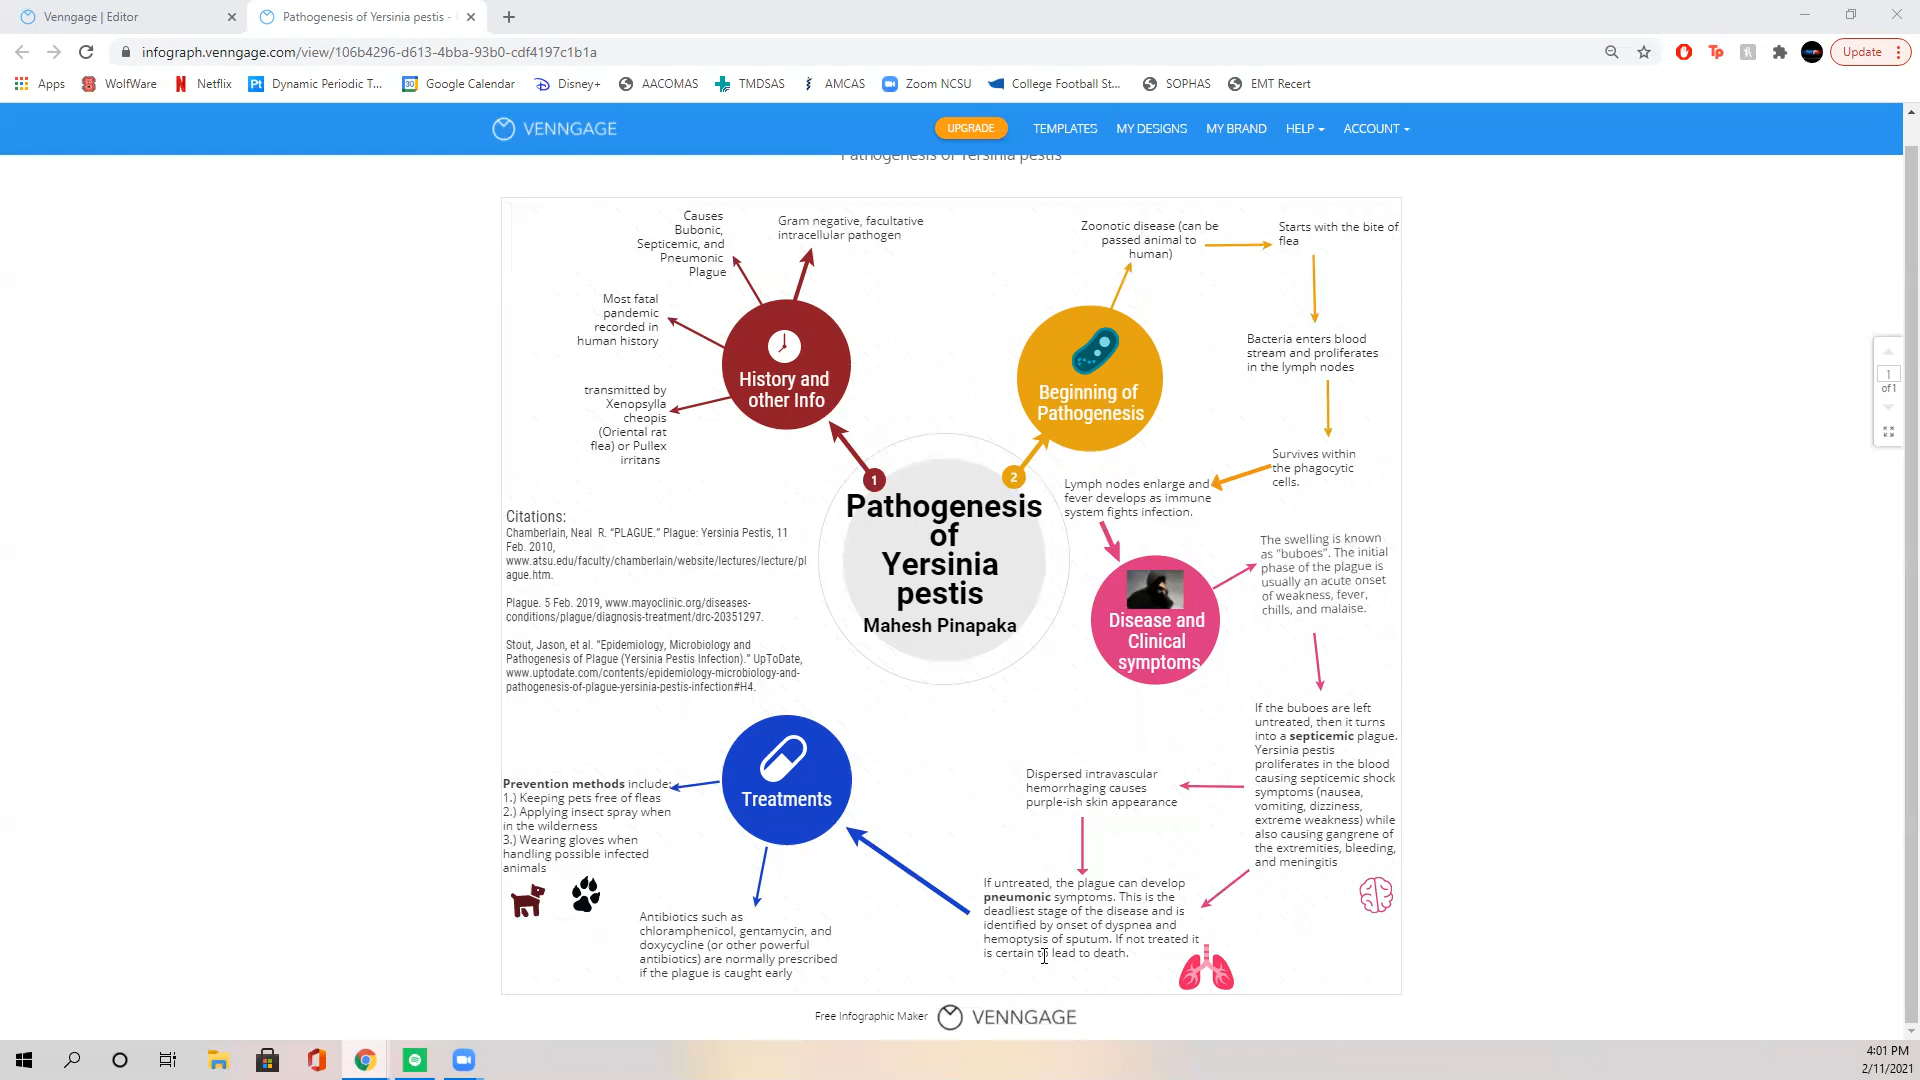 Venngage | Editor
Pathogenesis of Yersinia pestis -
infograph.venngage.com/view/106b4296-d613-4bba-93b0-cdf4197c1b1a
Update
Apps
WolfWare
Netflix
Pt
Dynamic Periodic T...
Google Calendar
Disney+
AACOMAS
TMDSAS
AMCAS
Zoom NCSU
College Football St...
SOPHAS
EMT Recert
VENNGAGE
UPGRADE
TEMPLATES
MY DESIGNS
MY BRAND
HELP
ACCOUNT
Pathogenesis of Yersinia pestis
Causes
Bubonic,
Septicemic, and
Pneumonic
Plague
Gram negative, facultative
intracellular pathogen
Most fatal
pandemic
recorded in
human history
transmitted by
Xenopsylla
cheopis
(Oriental rat
flea) or Pullex
irritans
History and
other Info
Zoonotic disease (can be
passed animal to
human)
Starts with the bite of
flea
Bacteria enters blood
stream and proliferates
in the lymph nodes
Survives within
the phagocytic
cells.
Beginning of
Pathogenesis
Lymph nodes enlarge and
fever develops as immune
system fights infection.
1
2
Pathogenesis
of
Yersinia
pestis
Mahesh Pinapaka
Citations:
Chamberlain, Neal R. “PLAGUE.” Plague: Yersinia Pestis, 11
Feb. 2010,
www.atsu.edu/faculty/chamberlain/website/lectures/lecture/pl
ague.htm.
Plague. 5 Feb. 2019, www.mayoclinic.org/diseases-
conditions/plague/diagnosis-treatment/drc-20351297.
Stout, Jason, et al. “Epidemiology, Microbiology and
Pathogenesis of Plague (Yersinia Pestis Infection).” UpToDate,
www.uptodate.com/contents/epidemiology-microbiology-and-
pathogenesis-of-plague-yersinia-pestis-infection#H4.
Disease and
Clinical
symptoms
The swelling is known
as "buboes". The initial
phase of the plague is
usually an acute onset
of weakness, fever,
chills, and malaise.
If the buboes are left
untreated, then it turns
into a septicemic plague.
Yersinia pestis
proliferates in the blood
causing septicemic shock
symptoms (nausea,
vomiting, dizziness,
extreme weakness) while
also causing gangrene of
the extremities, bleeding,
and meningitis
Dispersed intravascular
hemorrhaging causes
purple-ish skin appearance
If untreated, the plague can develop
pneumonic symptoms. This is the
deadliest stage of the disease and is
identified by onset of dyspnea and
hemoptysis of sputum. If not treated it
is certain to lead to death.
Treatments
Prevention methods include:
1.) Keeping pets free of fleas
2.) Applying insect spray when
in the wilderness
3.) Wearing gloves when
handling possible infected
animals
Antibiotics such as
chloramphenicol, gentamycin, and
doxycycline (or other powerful
antibiotics) are normally prescribed
if the plague is caught early
1
of 1
Free Infographic Maker
VENNGAGE
4:01 PM
2/11/2021